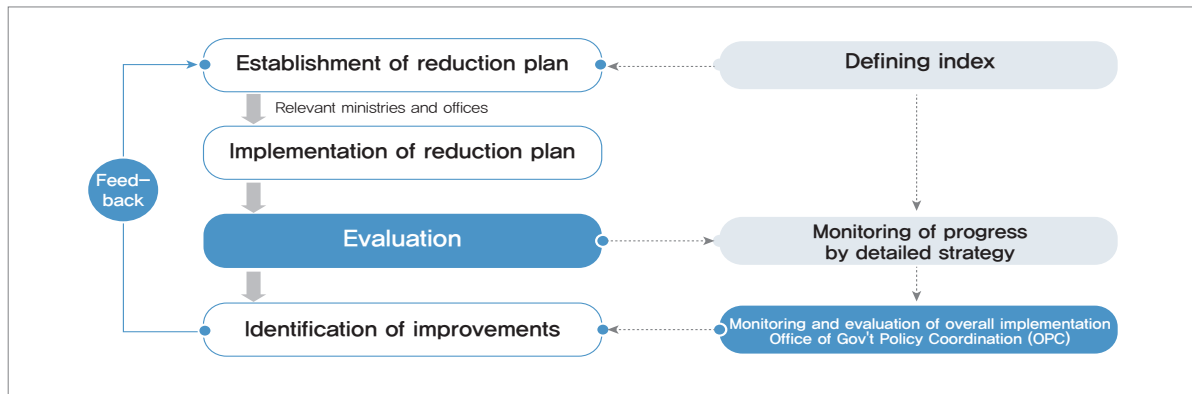 Establishment of reduction plan
Defining index
Relevant ministries and offices
Implementation of reduction plan
Feed-
back
Evaluation
Monitoring of progress
by detailed strategy
Identification of improvements
Monitoring and evaluation of overall implementation
Office of Gov't Policy Coordination (OPC)